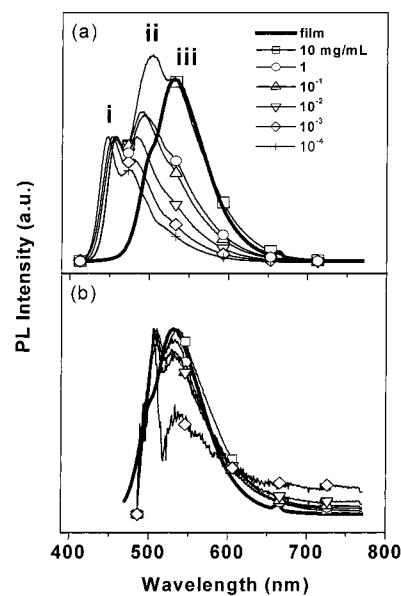 (a)
i
ii
iii
film
10 mg/mL
1
10⁻¹
10⁻²
10⁻³
10⁻⁴
(b)
PL Intensity (a.u.)
400 500 600 700 800
Wavelength (nm)